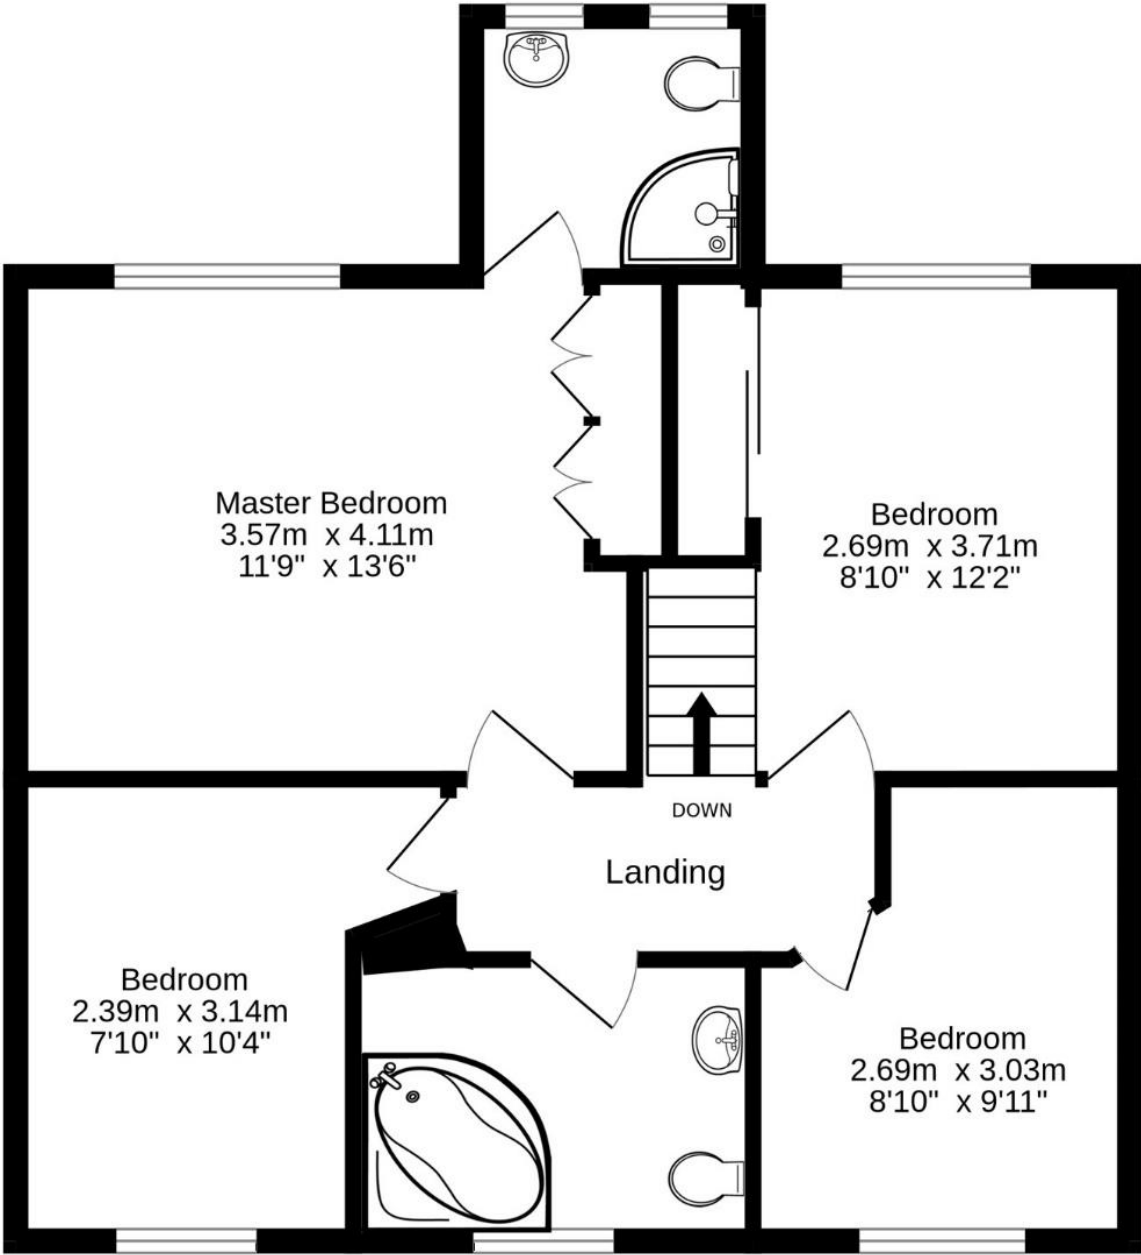 Master Bedroom
3.57m x 4.11m
11'9" x 13'6"
Bedroom
2.69m x 3.71m
8'10" x 12'2"
DOWN
Landing
Bedroom
2.39m x 3.14m
7'10" x 10'4"
Bedroom
2.69m x 3.03m
8'10" x 9'11"